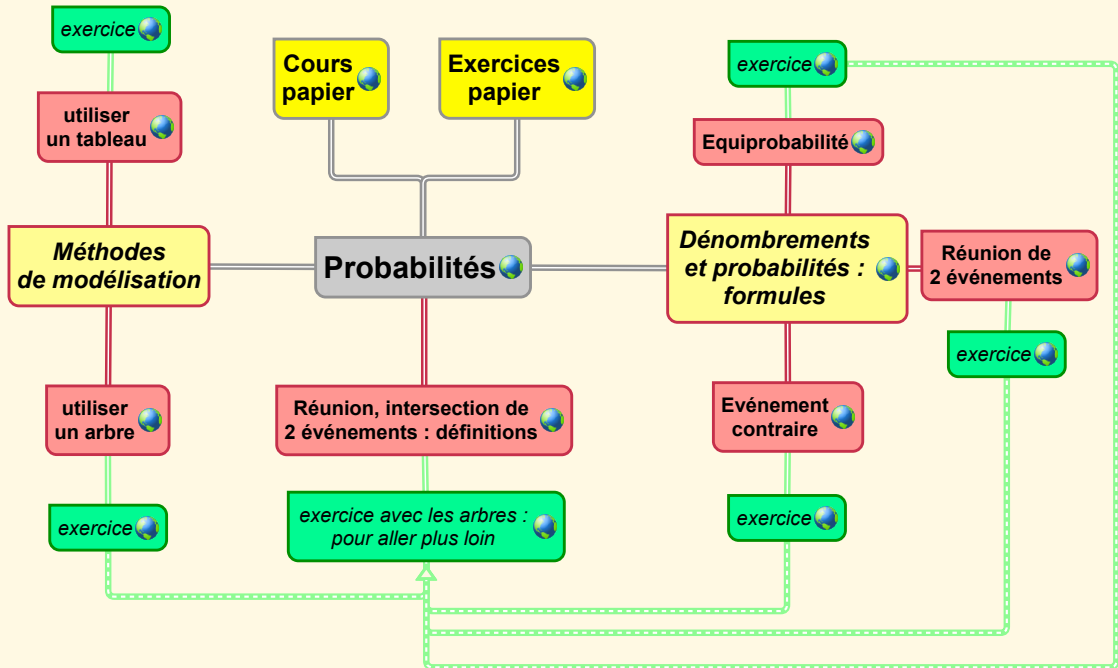 exercice
utiliser
un tableau
Méthodes
de modélisation
utiliser
un arbre
exercice
Cours
papier
Exercices
papier
Probabilités
Réunion, intersection de
2 événements : définitions
exercice avec les arbres :
pour aller plus loin
exercice
Equiprobabilité
Dénombrements
et probabilités :
formules
Réunion de
2 événements
exercice
Evénement
contraire
exercice